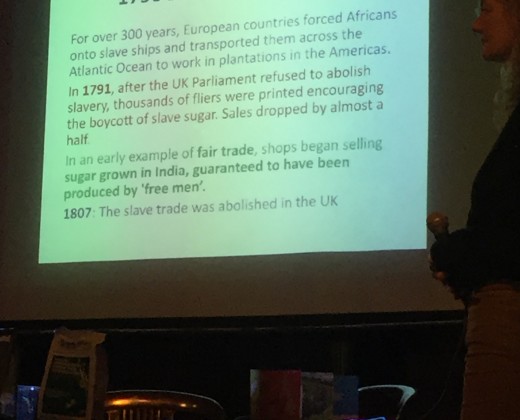 For over 300 years, European countries forced Africans
onto slave ships and transported them across the
Atlantic Ocean to work in plantations in the Americas.
In 1791, after the UK Parliament refused to abolish
slavery, thousands of fliers were printed encouraging
the boycott of slave sugar. Sales dropped by almost a
half.
In an early example of fair trade, shops began selling
sugar grown in India, guaranteed to have been
produced by 'free men'.
1807: The slave trade was abolished in the UK